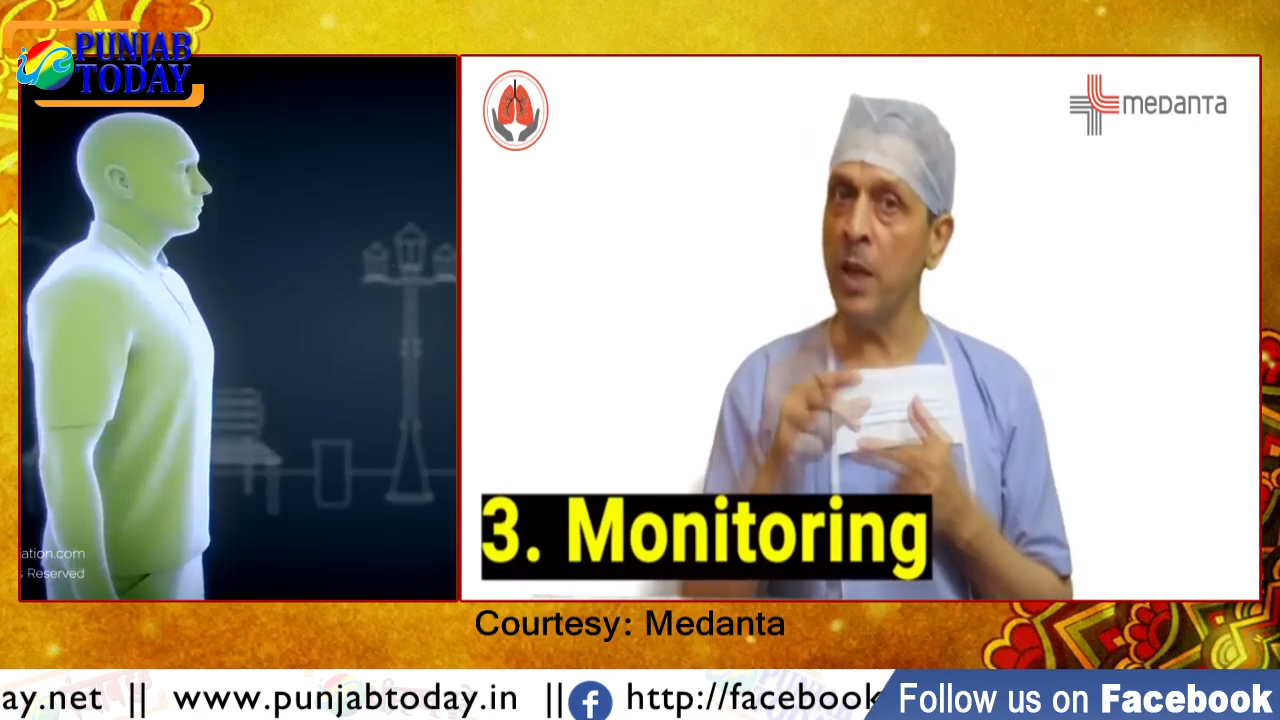 PUNJAB
TODAY
medanta
ation.com
s Reserved
3. Monitoring
Courtesy: Medanta
ay.net || www.punjabtoday.in || http://facebook
Follow us on Facebook